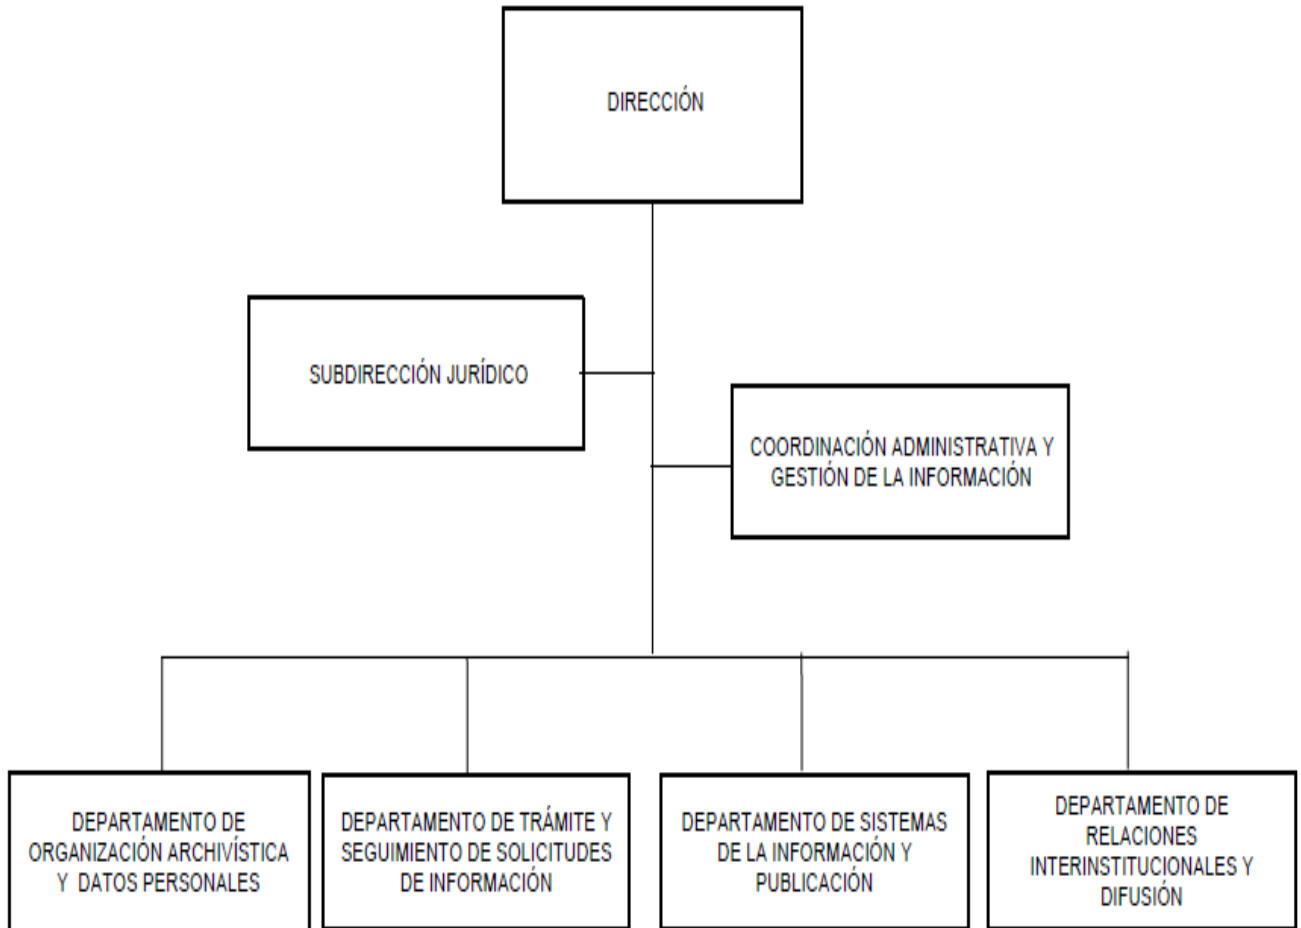 DIRECCIÓN
SUBDIRECCIÓN JURÍDICO
COORDINACIÓN ADMINISTRATIVA Y
GESTIÓN DE LA INFORMACIÓN
DEPARTAMENTO DE
ORGANIZACIÓN ARCHIVÍSTICA
Y DATOS PERSONALES
DEPARTAMENTO DE TRÁMITE Y
SEGUIMIENTO DE SOLICITUDES
DE INFORMACIÓN
DEPARTAMENTO DE SISTEMAS
DE LA INFORMACIÓN Y
PUBLICACIÓN
DEPARTAMENTO DE
RELACIONES
INTERINSTITUCIONALES Y
DIFUSIÓN